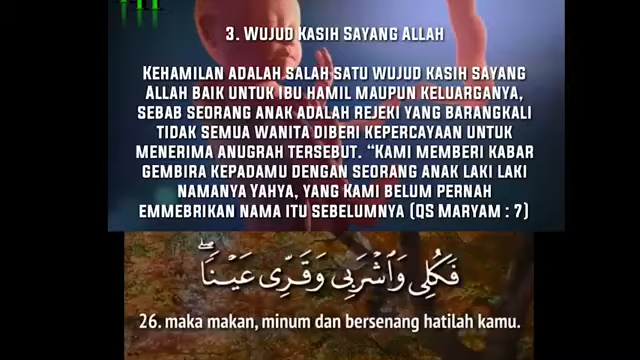 3. WUJUD KASIH SAYANG ALLAH
KEHAMILAN ADALAH SALAH SATU WUJUD KASIH SAYANG
ALLAH BAIK UNTUK IBU HAMIL MAUPUN KELUARGANYA,
SEBAB SEORANG ANAK ADALAH REJEKI YANG BARANGKALI
TIDAK SEMUA WANITA DIBERI KEPERCAYAAN UNTUK
MENERIMA ANUGRAH TERSEBUT. “KAMI MEMBERI KABAR
GEMBIRA KEPADAMU DENGAN SEORANG ANAK LAKI LAKI
NAMANYA YAHYA, YANG KAMI BELUM PERNAH
EMMEBRIKAN NAMA ITU SEBELUMNYA (QS MARYAM : 7)
فَكُلِي وَاشْرَبِي وَقَرِّي عَيْنًا ۖ
26. maka makan, minum dan bersenang hatilah kamu.